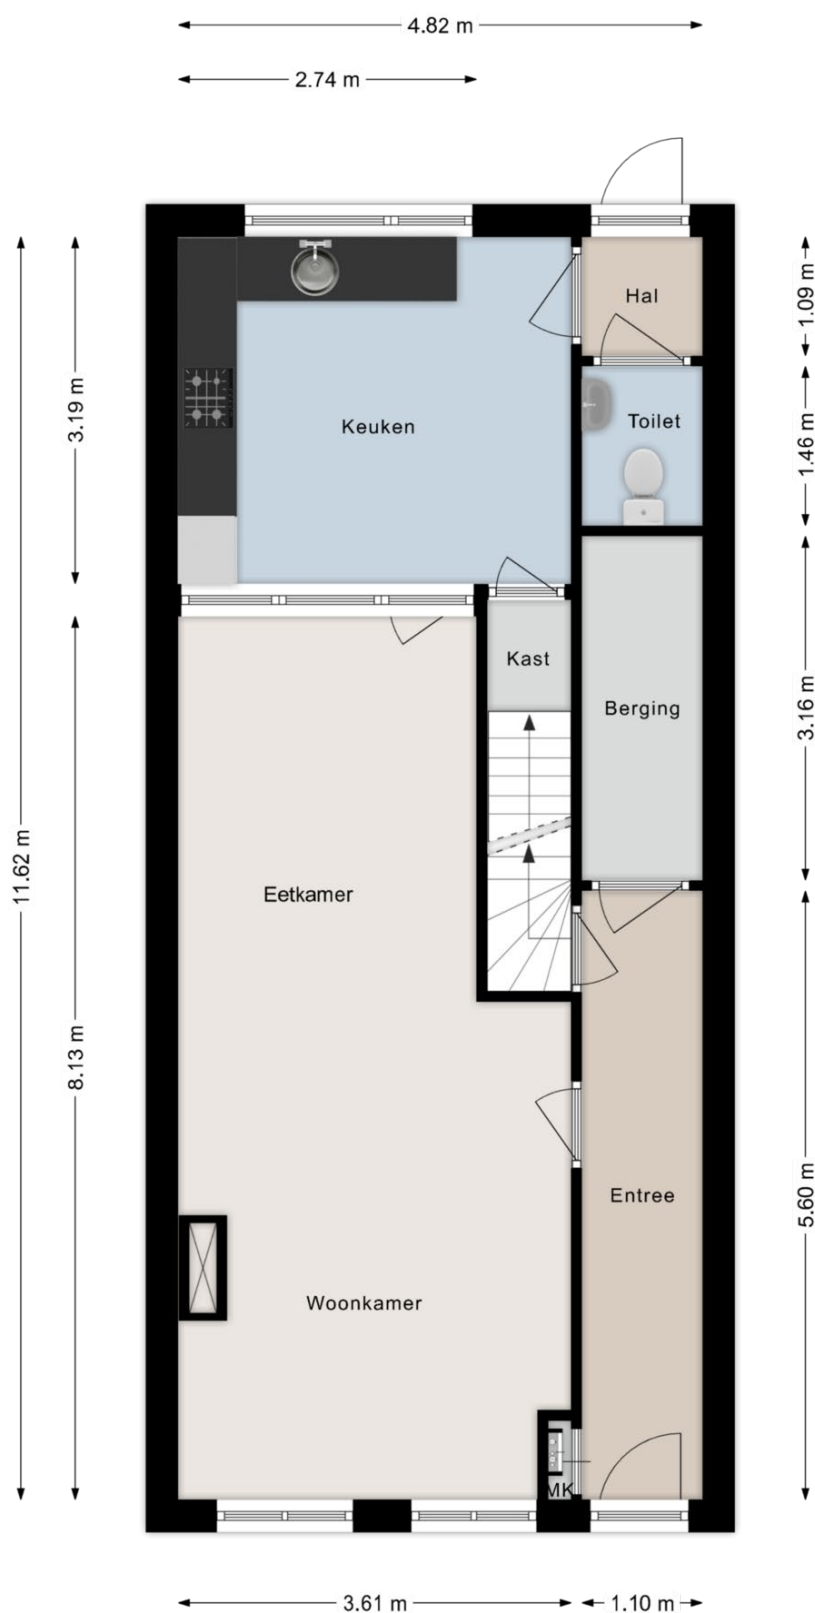 4.82 m
2.74 m
Hal
1.09 m
3.19 m
Keuken
Toilet
1.46 m
Kast
Berging
3.16 m
11.62 m
Eetkamer
8.13 m
Entree
5.60 m
Woonkamer
MK
3.61 m
1.10 m